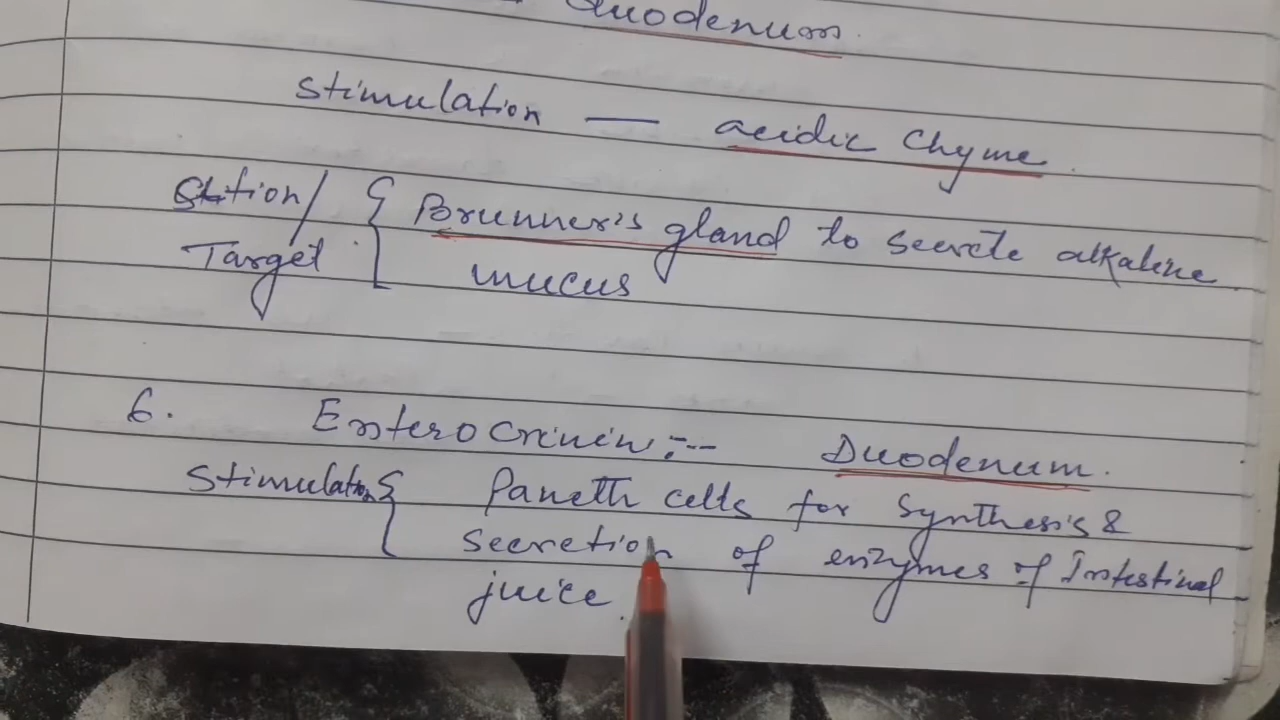 Duodenum.
Stimulation — acidic Chyme.
Action/ { Brunner's gland to secrete alkaline
Target mucus
6. Enterocrinin :-- Duodenum.
Stimulation { Paneth cells for Synthesis &
secretion of enzymes of Intestinal
juice.